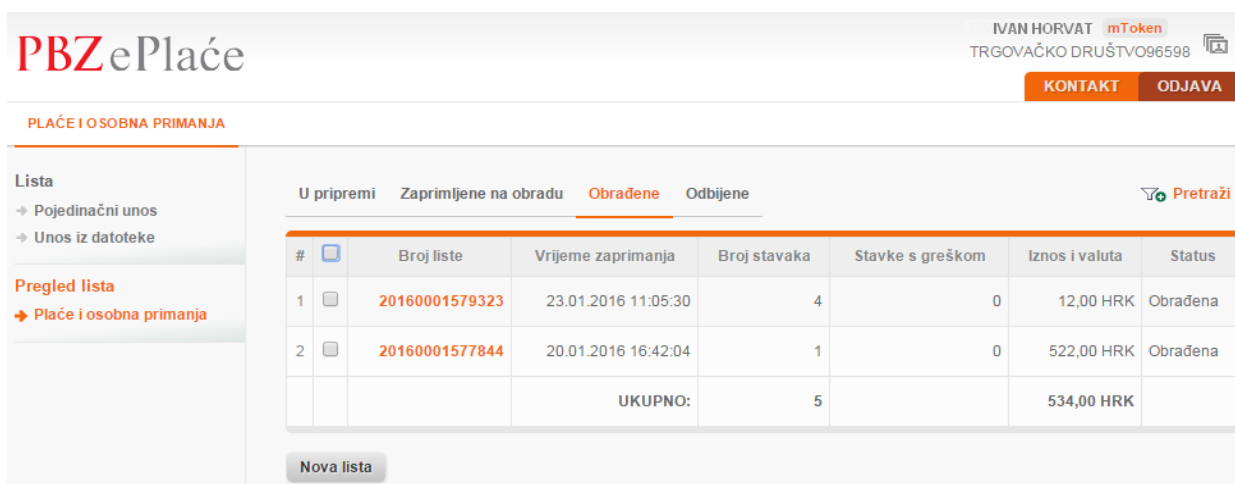 PBZePlaće
IVAN HORVAT mToken
TRGOVAČKO DRUŠTVO96598
KONTAKT ODJAVA
PLAĆE I OSOBNA PRIMANJA
Lista
Pojedinačni unos
Unos iz datoteke
Pregled lista
Plaće i osobna primanja
U pripremi Zaprimljene na obradu Obrađene Odbijene Pretraži
# Broj liste Vrijeme zaprimanja Broj stavaka Stavke s greškom Iznos i valuta Status
1 20160001579323 23.01.2016 11:05:30 4 0 12,00 HRK Obrađena
2 20160001577844 20.01.2016 16:42:04 1 0 522,00 HRK Obrađena
UKUPNO: 5 534,00 HRK
Nova lista